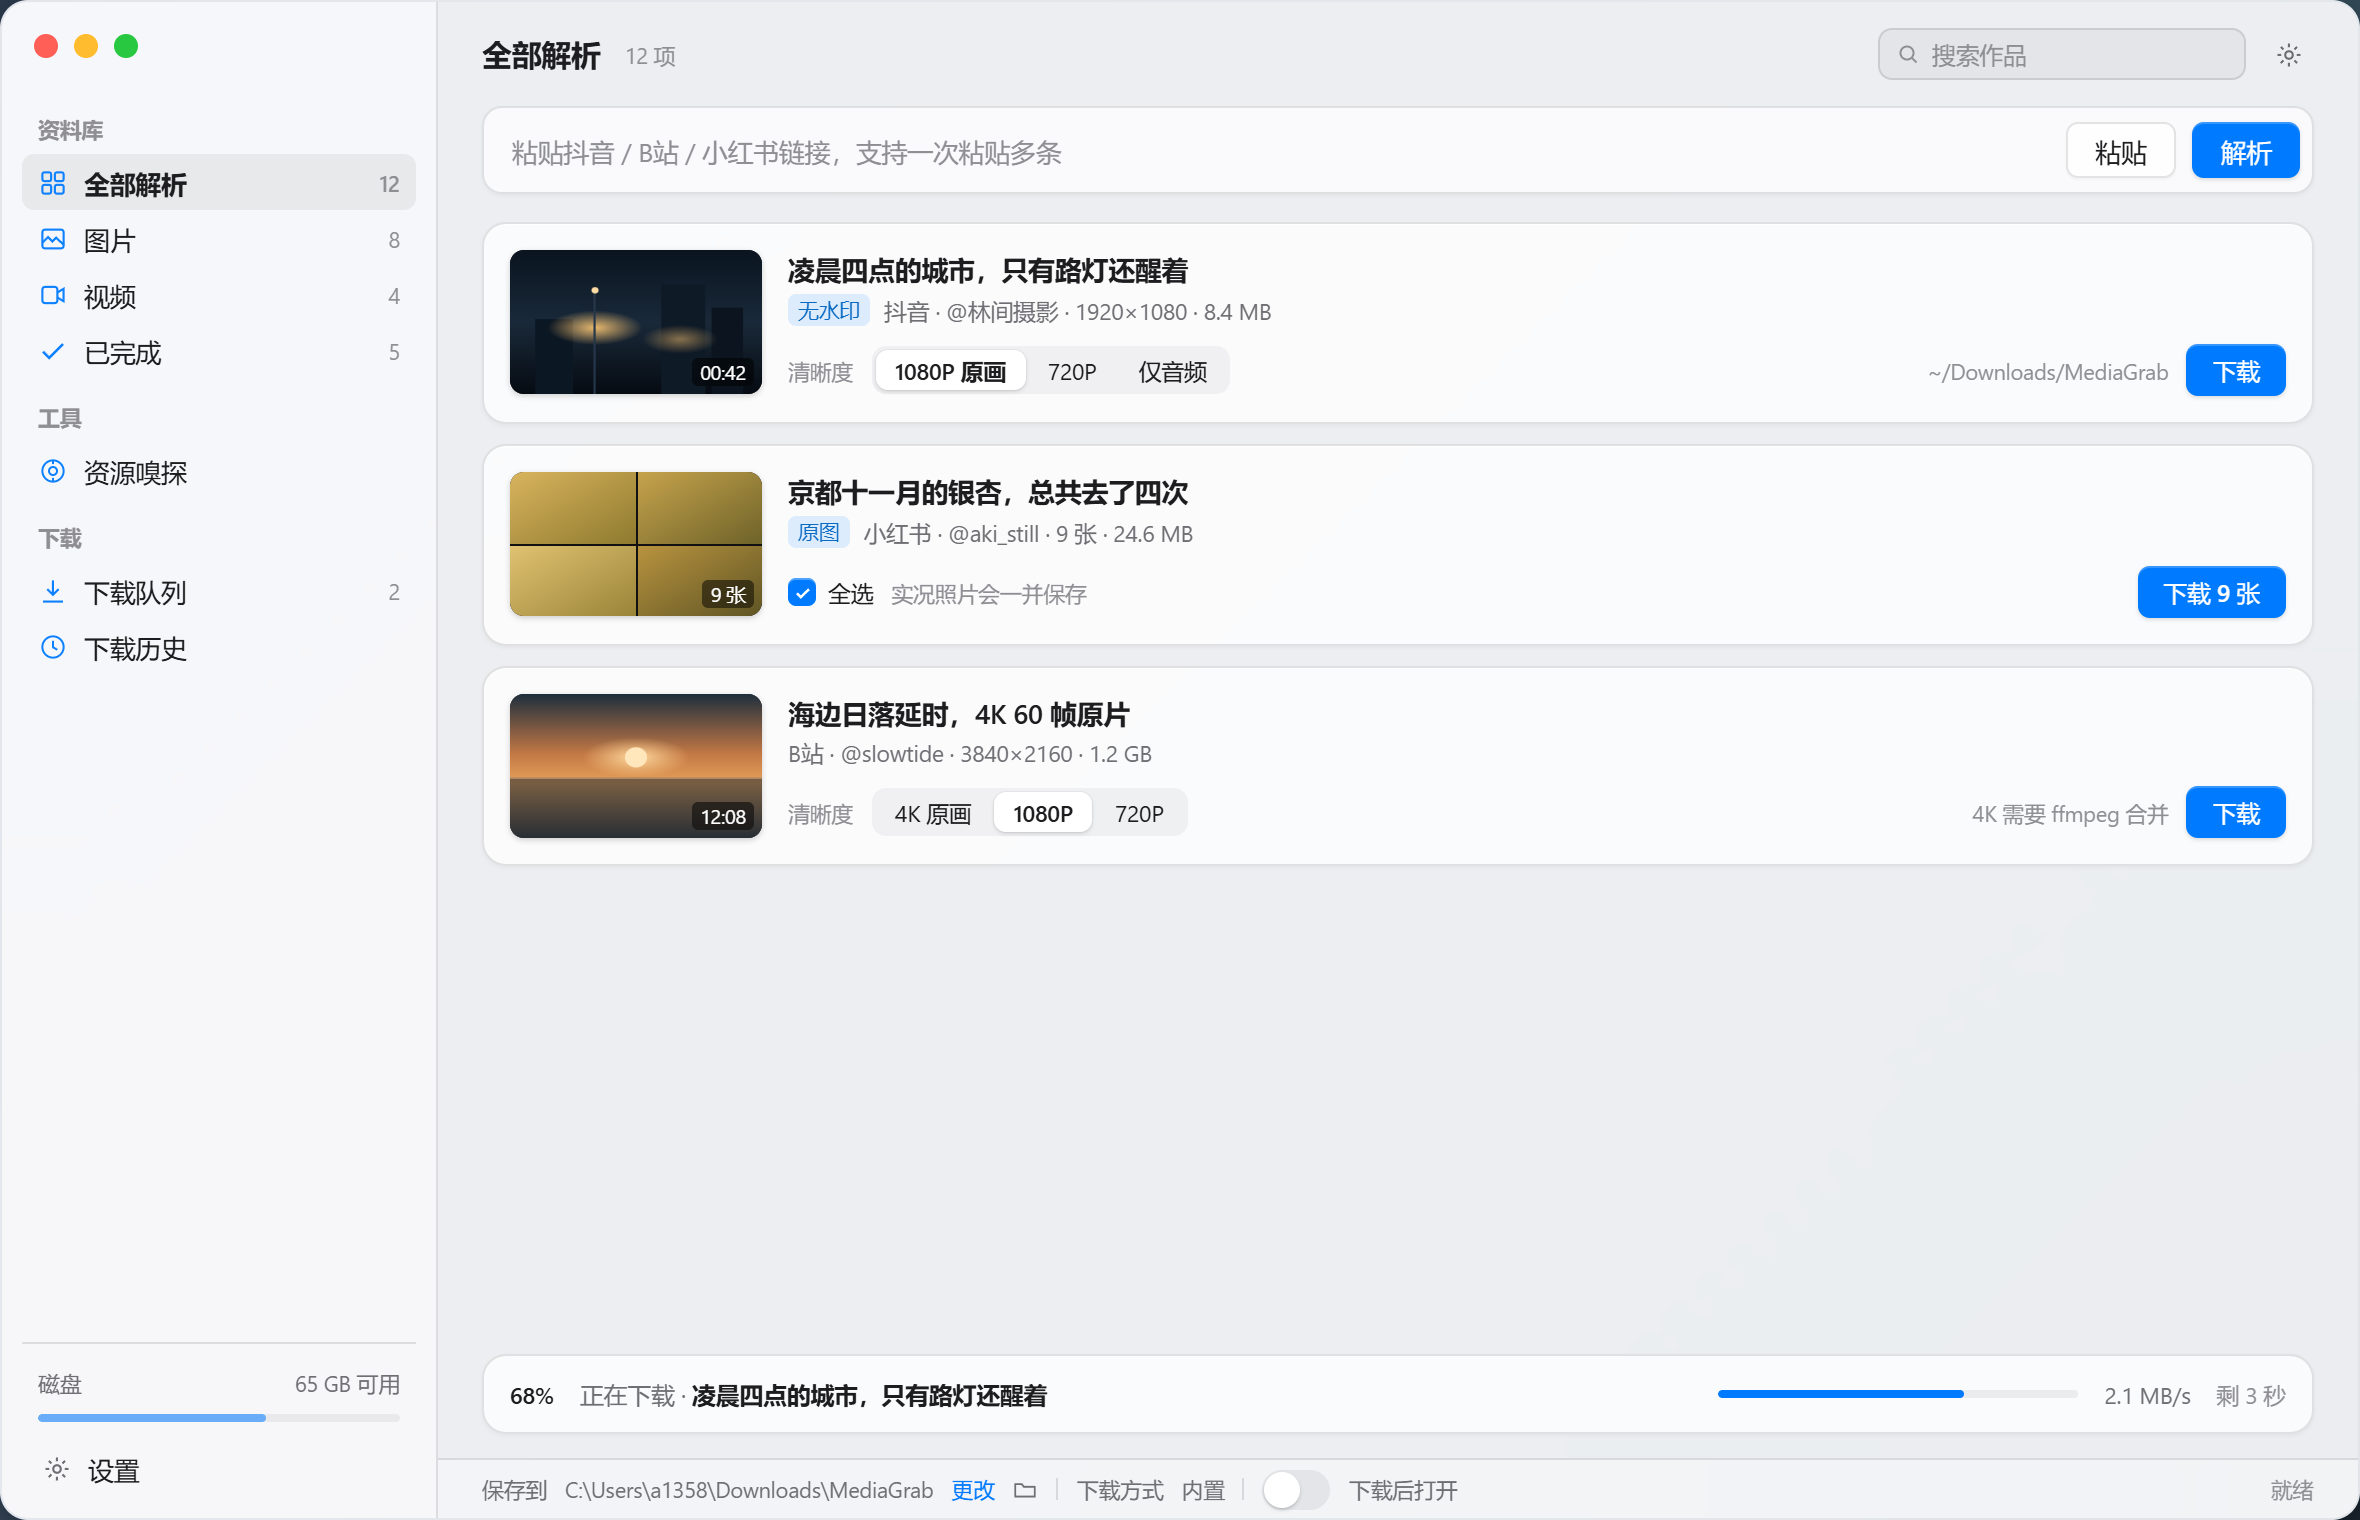 全部解析 12 项
搜索作品
资料库
全部解析 12
图片 8
视频 4
已完成 5
工具
资源嗅探
下载
下载队列 2
下载历史
磁盘 65 GB 可用
设置
粘贴抖音 / B站 / 小红书链接，支持一次粘贴多条 粘贴 解析
00:42
凌晨四点的城市，只有路灯还醒着
无水印 抖音 · @林间摄影 · 1920×1080 · 8.4 MB
清晰度 1080P 原画 720P 仅音频 ~/Downloads/MediaGrab 下载
9 张
京都十一月的银杏，总共去了四次
原图 小红书 · @aki_still · 9 张 · 24.6 MB
全选 实况照片会一并保存 下载 9 张
12:08
海边日落延时，4K 60 帧原片
B站 · @slowtide · 3840×2160 · 1.2 GB
清晰度 4K 原画 1080P 720P 4K 需要 ffmpeg 合并 下载
68% 正在下载 · 凌晨四点的城市，只有路灯还醒着 2.1 MB/s 剩 3 秒
保存到 C:\Users\a1358\Downloads\MediaGrab 更改 下载方式 内置 下载后打开 就绪